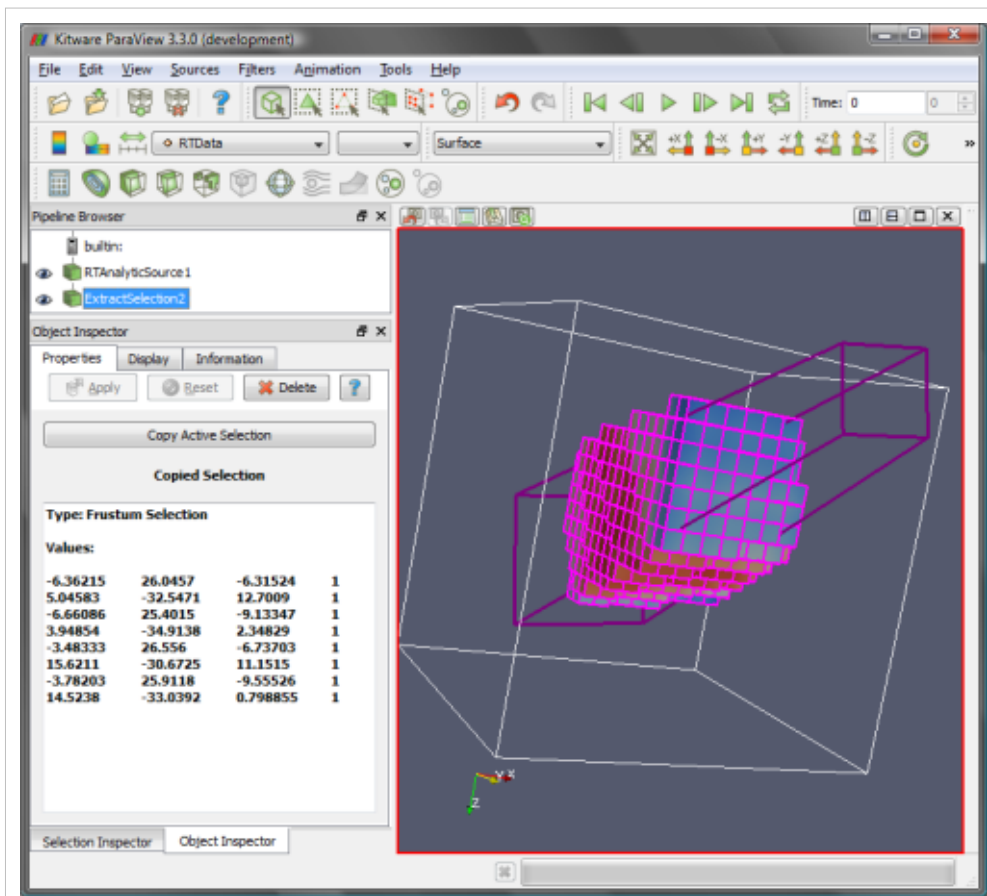 Kitware ParaView 3.3.0 (development)
File Edit View Sources Filters Animation Tools Help
Time: 0 0
RTData Surface +X -X +Y -Y +Z -Z »
Pipeline Browser
builtin:
RTAnalyticSource1
ExtractSelection2
Object Inspector
Properties Display Information
Apply Reset Delete ?
Copy Active Selection
Copied Selection
Type: Frustum Selection
Values:
-6.36215 26.0457 -6.31524 1
5.04583 -32.5471 12.7009 1
-6.66086 25.4015 -9.13347 1
3.94854 -34.9138 2.34829 1
-3.48333 26.556 -6.73703 1
15.6211 -30.6725 11.1515 1
-3.78203 25.9118 -9.55526 1
14.5238 -33.0392 0.798855 1
Y X
Z
Selection Inspector Object Inspector